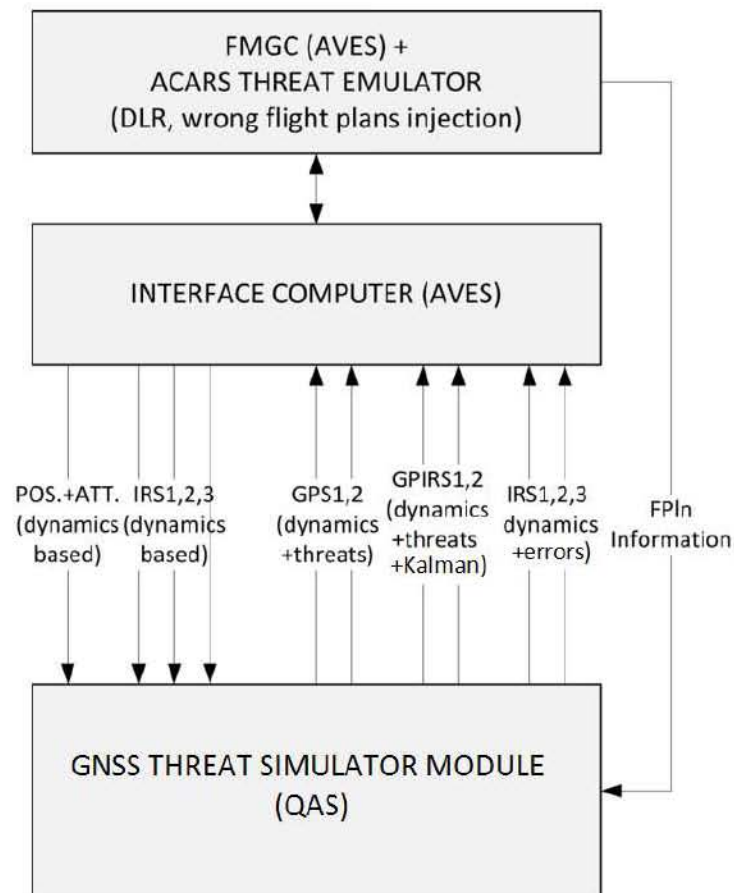 FMGC (AVES) +
ACARS THREAT EMULATOR
(DLR, wrong flight plans injection)
INTERFACE COMPUTER (AVES)
POS.+ATT.
(dynamics
based)
IRS1,2,3
(dynamics
based)
GPS1,2
(dynamics
+threats)
GPIRS1,2
(dynamics
+threats
+Kalman)
IRS1,2,3
dynamics
+errors)
FPln
Information
GNSS THREAT SIMULATOR MODULE
(QAS)